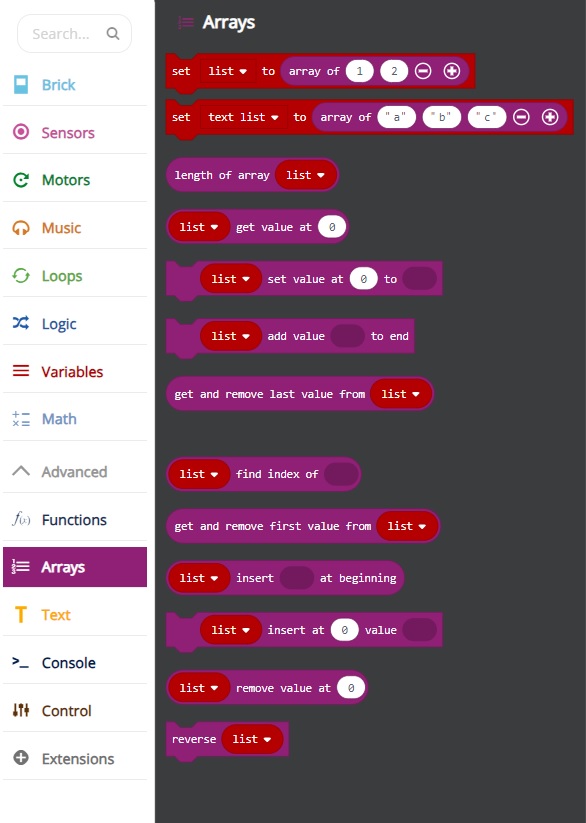 Search...
Brick
Sensors
Motors
Music
Loops
Logic
Variables
Math
Advanced
f(x) Functions
Arrays
Text
Console
Control
Extensions
Arrays
set list to array of 1 2
set text list to array of "a" "b" "c"
length of array list
list get value at 0
list set value at 0 to
list add value to end
get and remove last value from list
list find index of
get and remove first value from list
list insert at beginning
list insert at 0 value
list remove value at 0
reverse list